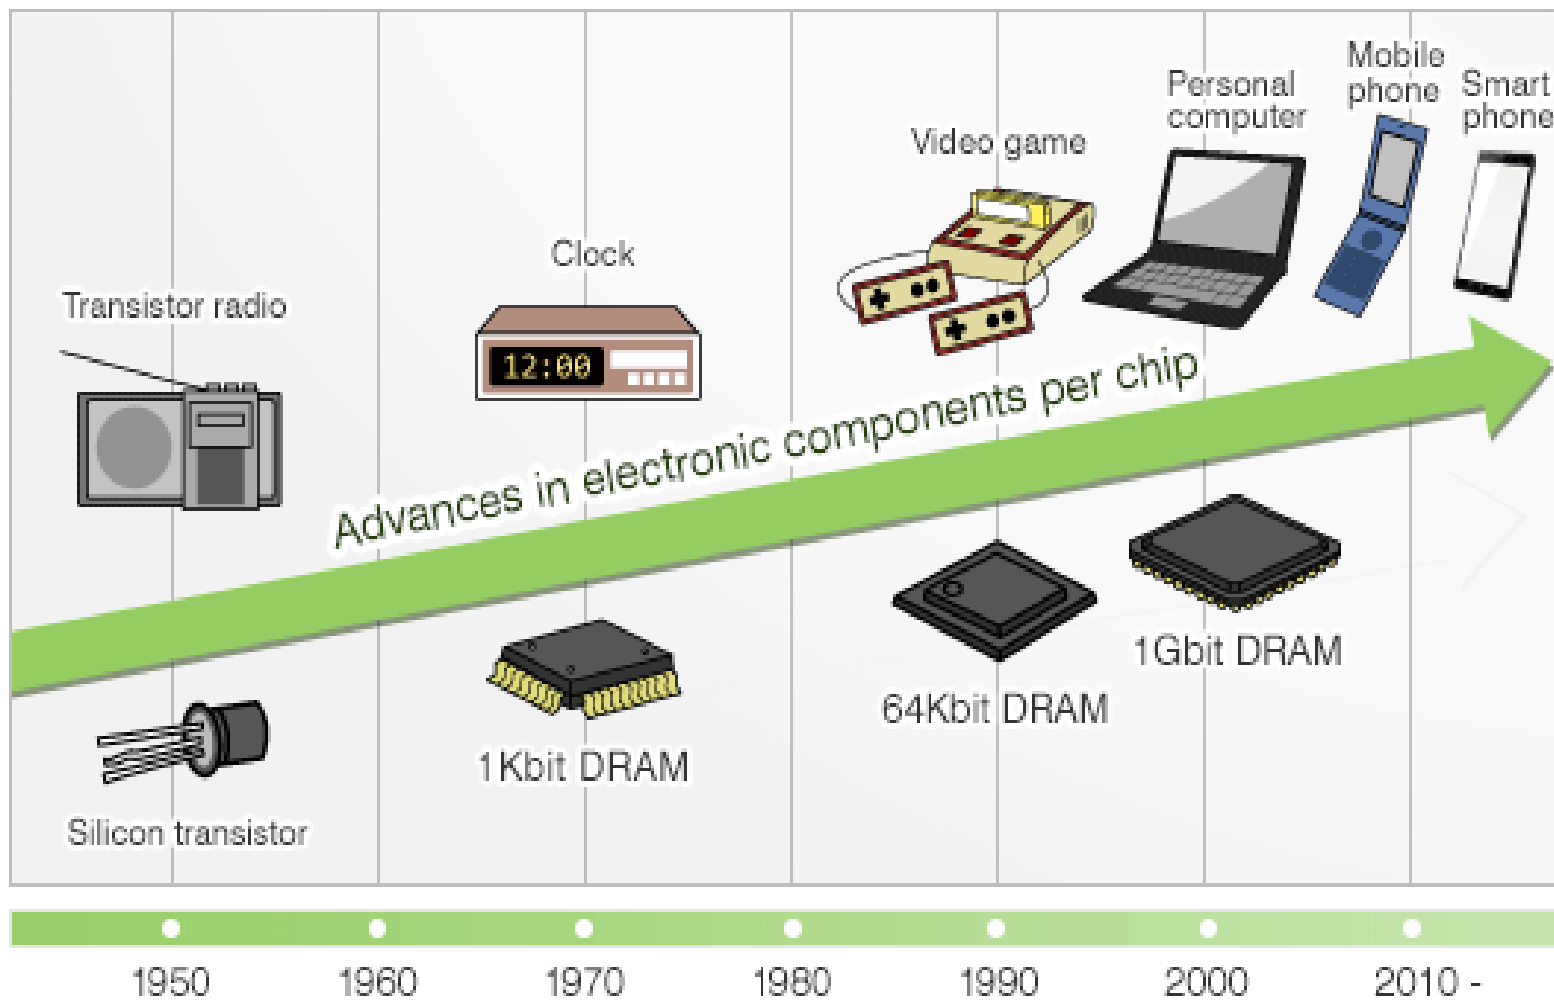 Mobile
phone
Smart
phone
Personal
computer
Video game
Clock
Transistor radio
12:00
Advances in electronic components per chip
1Gbit DRAM
64Kbit DRAM
1Kbit DRAM
Silicon transistor
1950 1960 1970 1980 1990 2000 2010 -